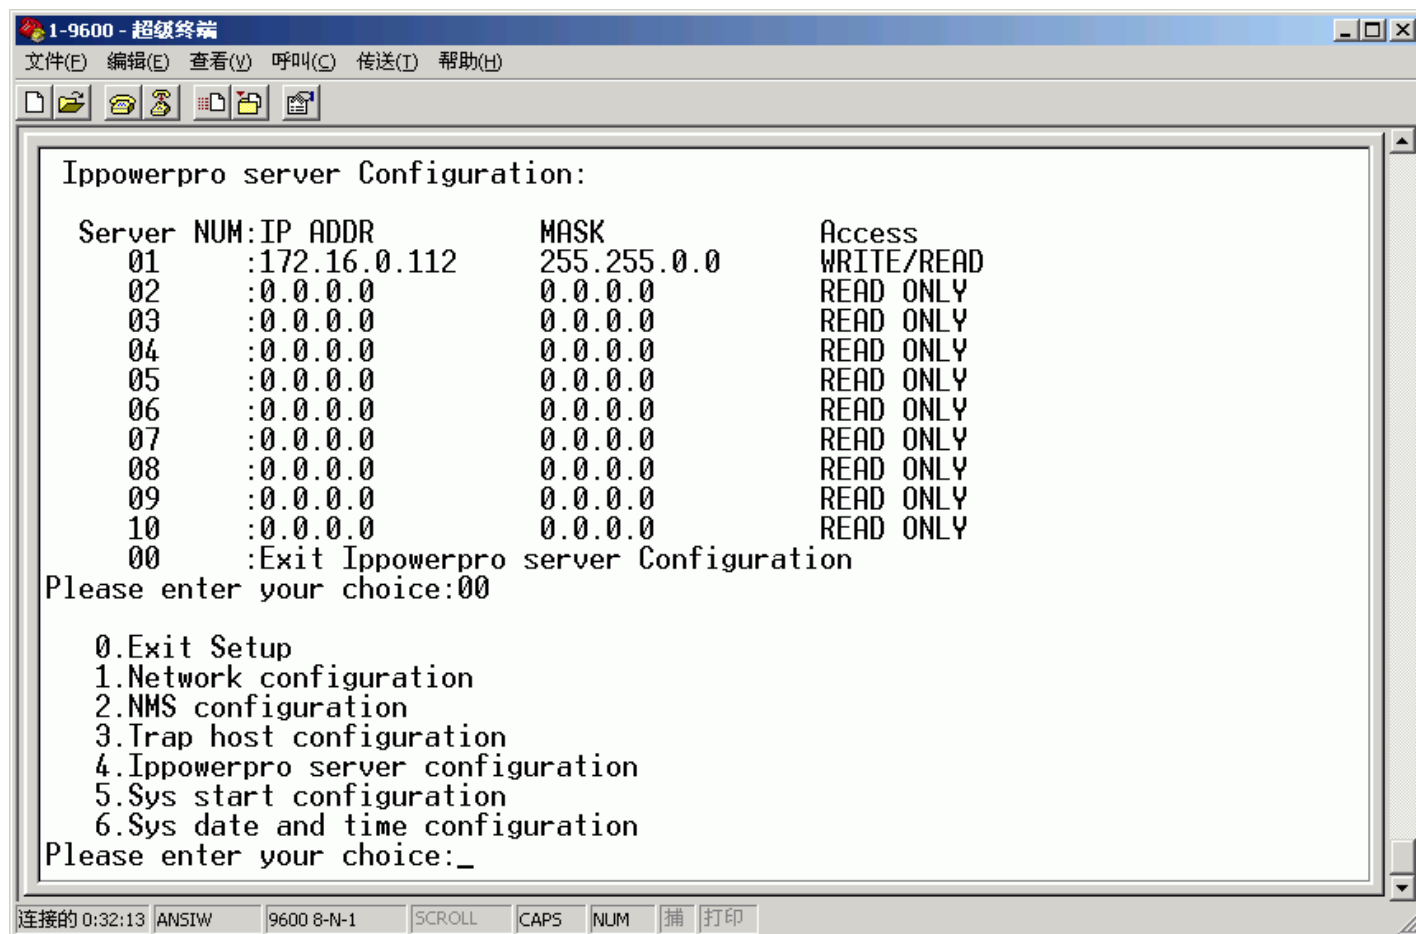 1-9600 - 超级终端
文件(F) 编辑(E) 查看(V) 呼叫(C) 传送(T) 帮助(H)
Ippowerpro server Configuration:
Server NUM:IP ADDR MASK Access
01 :172.16.0.112 255.255.0.0 WRITE/READ
02 :0.0.0.0 0.0.0.0 READ ONLY
03 :0.0.0.0 0.0.0.0 READ ONLY
04 :0.0.0.0 0.0.0.0 READ ONLY
05 :0.0.0.0 0.0.0.0 READ ONLY
06 :0.0.0.0 0.0.0.0 READ ONLY
07 :0.0.0.0 0.0.0.0 READ ONLY
08 :0.0.0.0 0.0.0.0 READ ONLY
09 :0.0.0.0 0.0.0.0 READ ONLY
10 :0.0.0.0 0.0.0.0 READ ONLY
00 :Exit Ippowerpro server Configuration
Please enter your choice:00
0.Exit Setup
1.Network configuration
2.NMS configuration
3.Trap host configuration
4.Ippowerpro server configuration
5.Sys start configuration
6.Sys date and time configuration
Please enter your choice:_
连接的 0:32:13 ANSIW 9600 8-N-1 SCROLL CAPS NUM 捕 打印